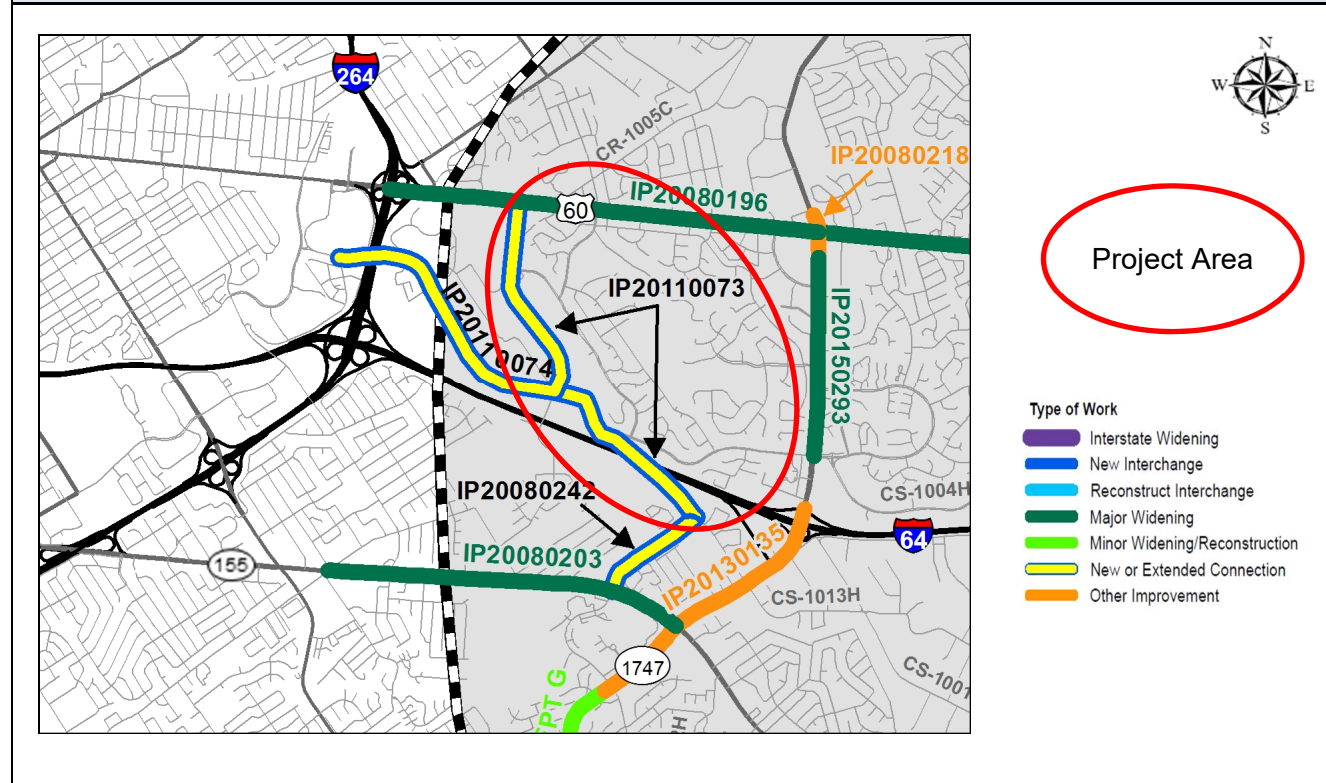 264
CR-1005C
IP20080218
IP20080196
60
IP20110073
IP20110074
IP20150293
IP20080242
CS-1004H
64
IP20080203
155
IP20130135
CS-1013H
1747
CS-1001
N
W E
S
Project Area
Type of Work
Interstate Widening
New Interchange
Reconstruct Interchange
Major Widening
Minor Widening/Reconstruction
New or Extended Connection
Other Improvement